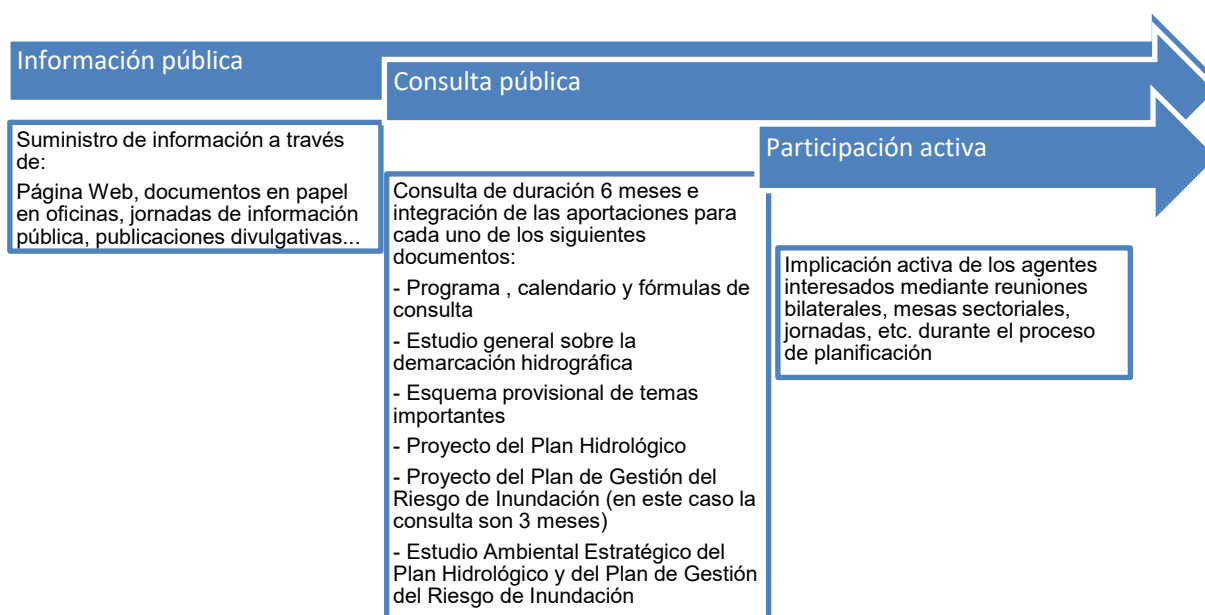 Información pública
Suministro de información a través
de:
Página Web, documentos en papel
en oficinas, jornadas de información
pública, publicaciones divulgativas...
Consulta pública
Consulta de duración 6 meses e
integración de las aportaciones para
cada uno de los siguientes
documentos:
- Programa , calendario y fórmulas de
consulta
- Estudio general sobre la
demarcación hidrográfica
- Esquema provisional de temas
importantes
- Proyecto del Plan Hidrológico
- Proyecto del Plan de Gestión del
Riesgo de Inundación (en este caso la
consulta son 3 meses)
- Estudio Ambiental Estratégico del
Plan Hidrológico y del Plan de Gestión
del Riesgo de Inundación
Participación activa
Implicación activa de los agentes
interesados mediante reuniones
bilaterales, mesas sectoriales,
jornadas, etc. durante el proceso
de planificación